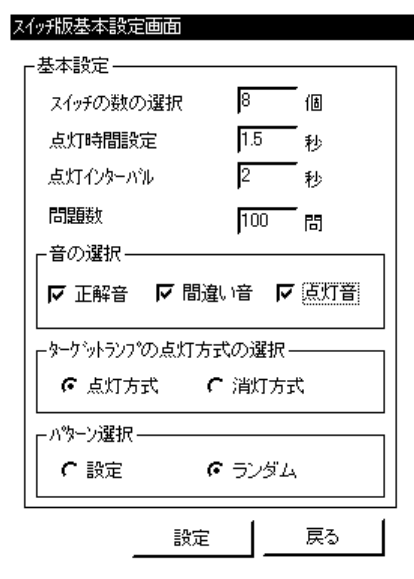 スイッチ版基本設定画面
基本設定
スイッチの数の選択 8 個
点灯時間設定 1.5 秒
点灯インターバル 2 秒
問題数 100 問
音の選択
正解音 間違い音 点灯音
ターゲットランプの点灯方式の選択
点灯方式 消灯方式
パターン選択
設定 ランダム
設定 戻る